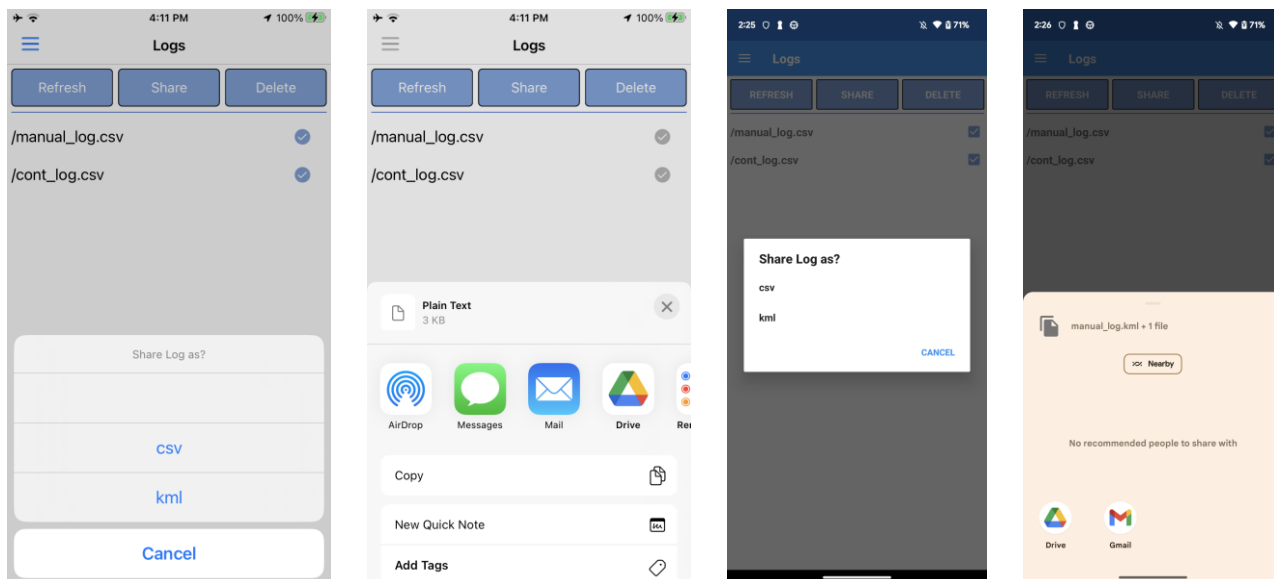 4:11 PM
100%
Logs
Refresh
Share
Delete
/manual_log.csv
/cont_log.csv
Share Log as?
csv
kml
Cancel
4:11 PM
100%
Logs
Refresh
Share
Delete
/manual_log.csv
/cont_log.csv
Plain Text
3 KB
AirDrop
Messages
Mail
Drive
Copy
New Quick Note
Add Tags
2:25
71%
Logs
REFRESH
SHARE
DELETE
/manual_log.csv
/cont_log.csv
Share Log as?
csv
kml
CANCEL
2:26
71%
Logs
REFRESH
SHARE
DELETE
/manual_log.csv
/cont_log.csv
manual_log.kml + 1 file
Nearby
No recommended people to share with
Drive
Gmail